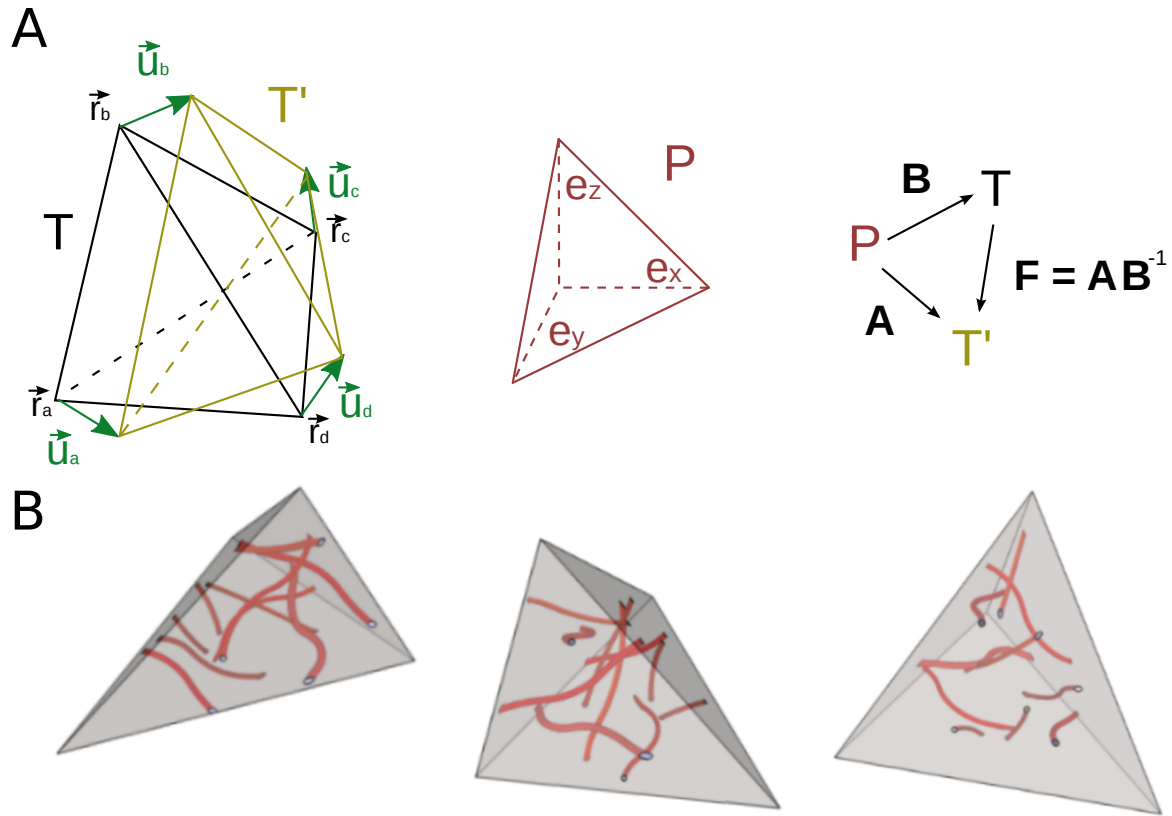 A
u⃗b
r⃗b
T'
u⃗c
r⃗c
T
r⃗a
u⃗a
r⃗d
u⃗d
P
ez
ex
ey
B
T
P
F = AB⁻¹
A
T'
B